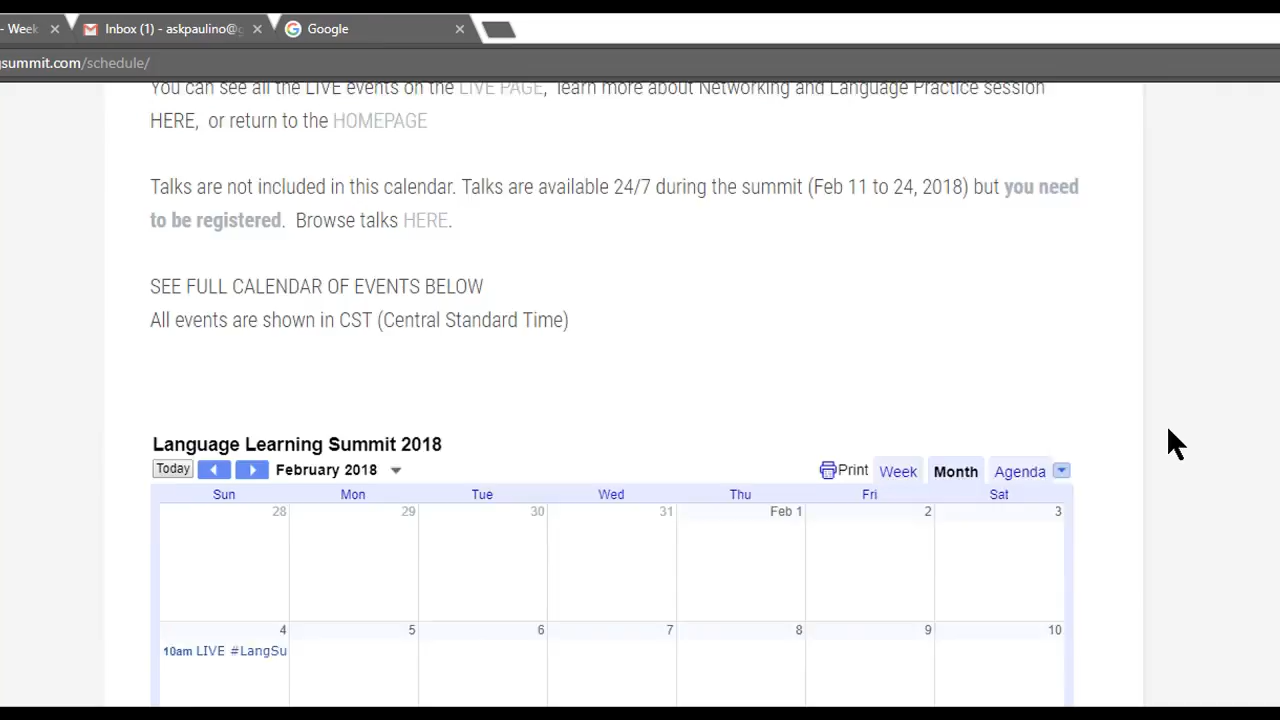 - Week
Inbox (1) - askpaulino@g
Google
gsummit.com/schedule/
You can see all the LIVE events on the LIVE PAGE, learn more about Networking and Language Practice session
HERE, or return to the HOMEPAGE
Talks are not included in this calendar. Talks are available 24/7 during the summit (Feb 11 to 24, 2018) but you need
to be registered. Browse talks HERE.
SEE FULL CALENDAR OF EVENTS BELOW
All events are shown in CST (Central Standard Time)
Language Learning Summit 2018
Today February 2018 Print Week Month Agenda
Sun Mon Tue Wed Thu Fri Sat
28 29 30 31 Feb 1 2 3
4 5 6 7 8 9 10
10am LIVE #LangSu